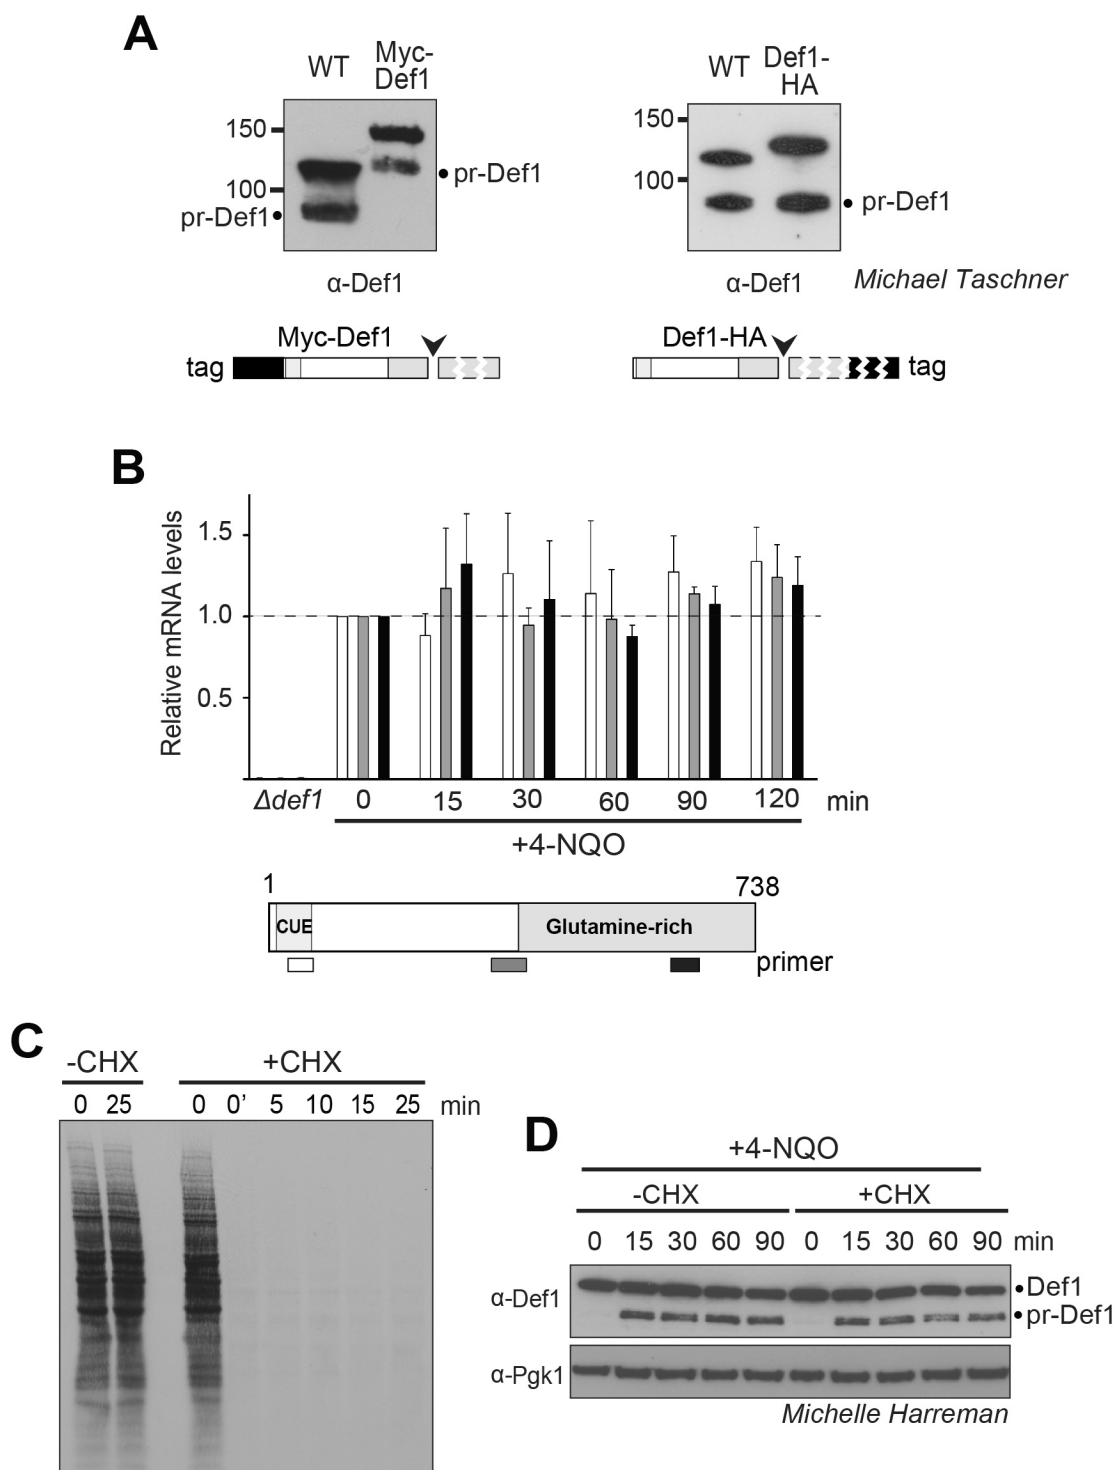 A
WT
Myc-
Def1
150
100
pr-Def1
pr-Def1
α-Def1
WT
Def1-
HA
150
100
pr-Def1
α-Def1
Michael Taschner
Myc-Def1
tag
Def1-HA
tag
B
Relative mRNA levels
1.5
1.0
0.5
Δdef1 0 15 30 60 90 120 min
+4-NQO
1 738
CUE Glutamine-rich
primer
C
-CHX +CHX
0 25 0 0' 5 10 15 25 min
D
+4-NQO
-CHX +CHX
0 15 30 60 90 0 15 30 60 90 min
α-Def1
Def1
pr-Def1
α-Pgk1
Michelle Harreman